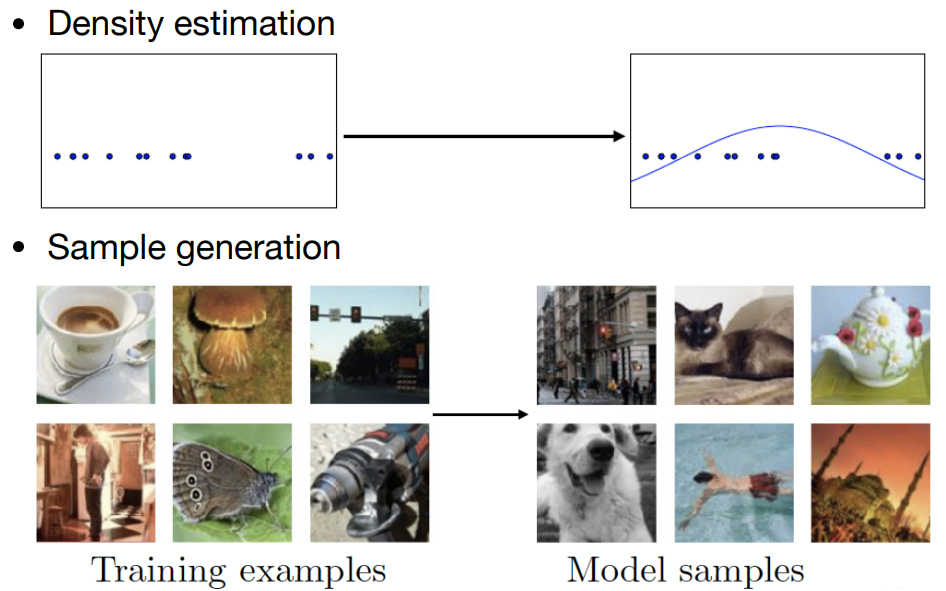 • Density estimation
• Sample generation
Training examples
Model samples